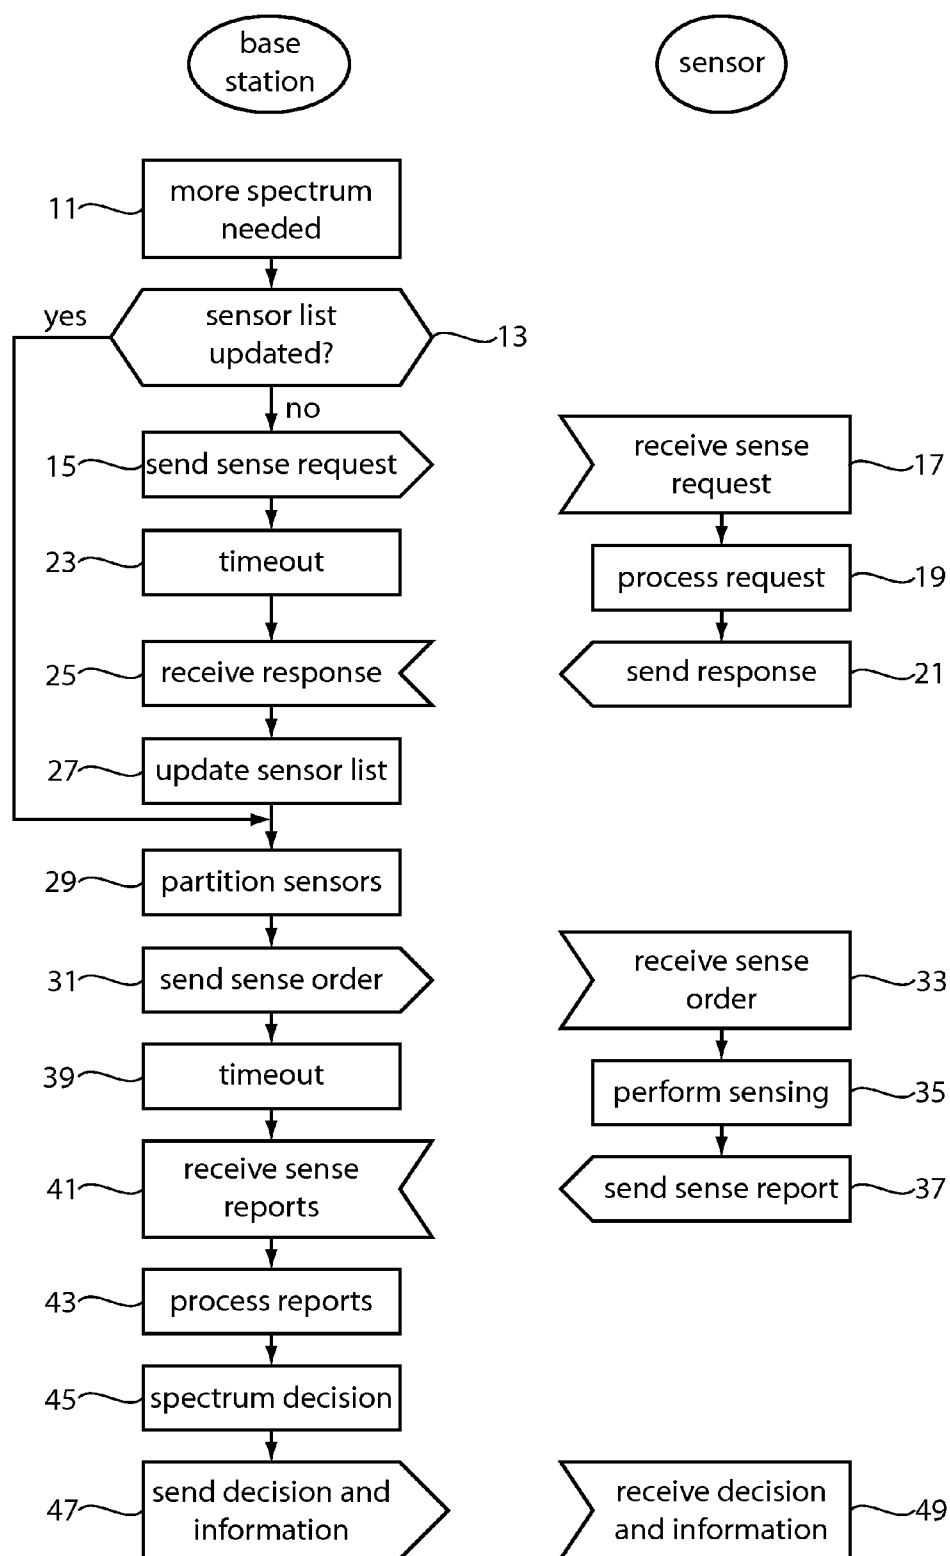 base
station
sensor
11
more spectrum
needed
yes
sensor list
updated?
13
no
15
send sense request
receive sense
request
17
23
timeout
process request
19
25
receive response
send response
21
27
update sensor list
29
partition sensors
31
send sense order
receive sense
order
33
39
timeout
perform sensing
35
41
receive sense
reports
send sense report
37
43
process reports
45
spectrum decision
47
send decision and
information
receive decision
and information
49